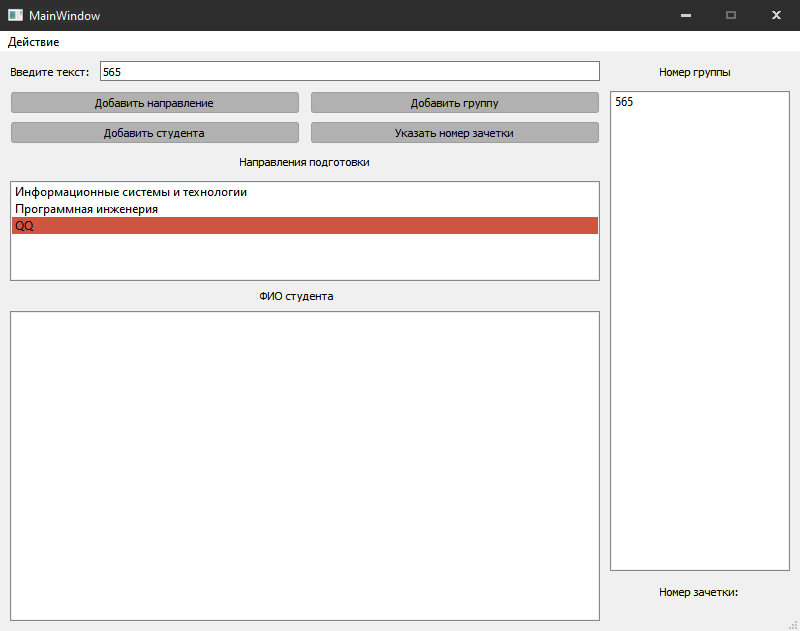 MainWindow
Действие
Введите текст: 565
Номер группы
Добавить направление
Добавить группу
565
Добавить студента
Указать номер зачетки
Направления подготовки
Информационные системы и технологии
Программная инженерия
QQ
ФИО студента
Номер зачетки: